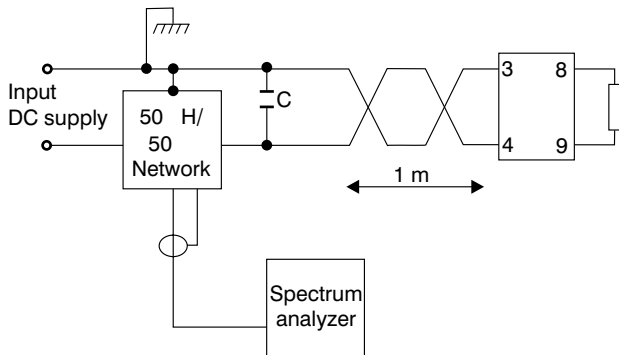 Input
DC supply
50 H/
50
Network
C
1 m
3
8
4
9
Spectrum
analyzer